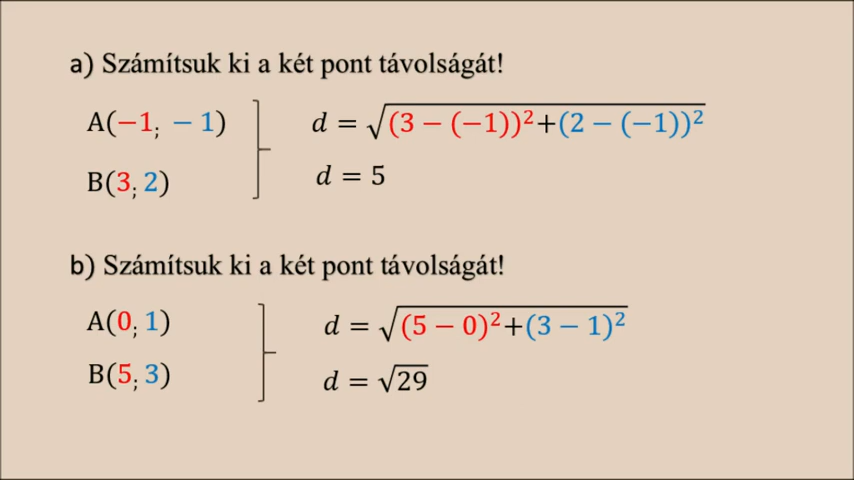 a) Számítsuk ki a két pont távolságát!
A(−1; − 1) d = √(3 − (−1))²+(2 − (−1))²
B(3; 2) d = 5
b) Számítsuk ki a két pont távolságát!
A(0; 1) d = √(5 − 0)²+(3 − 1)²
B(5; 3) d = √29